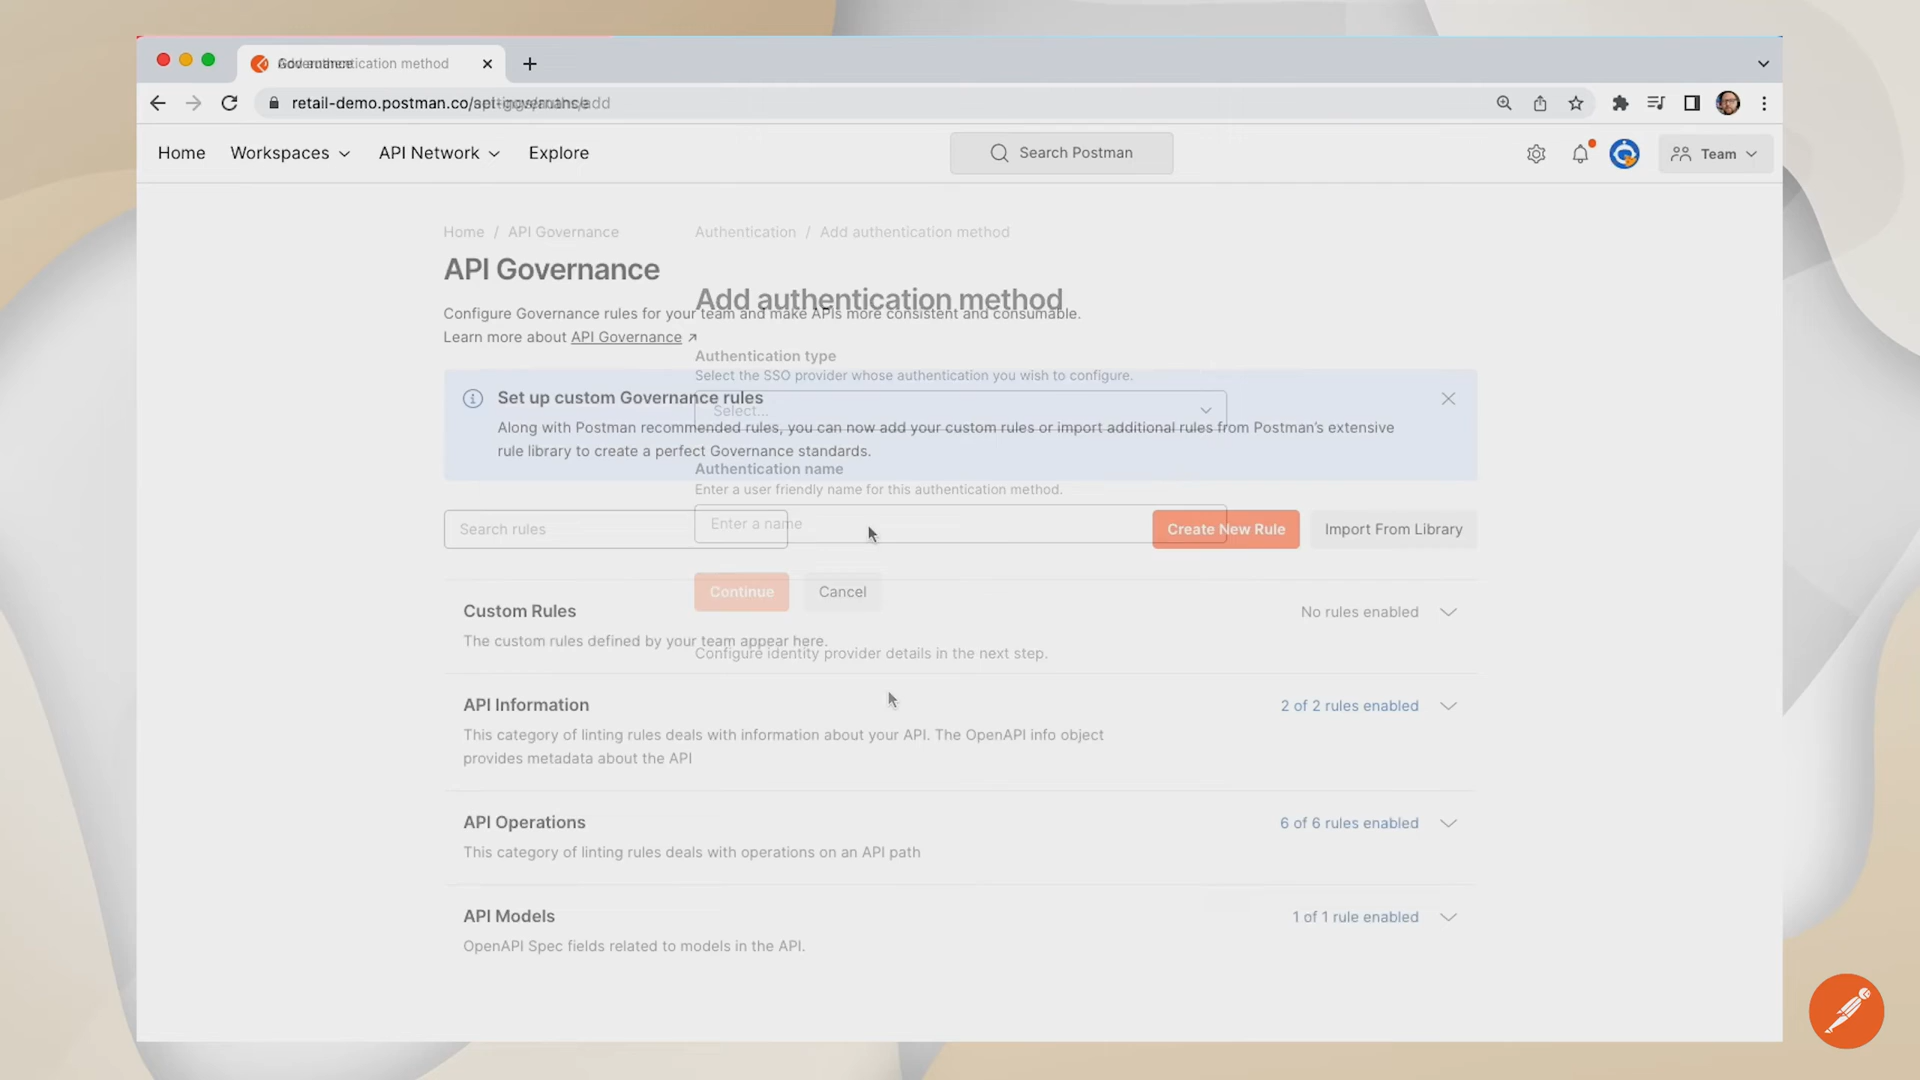 Add authentication method
Governance
retail-demo.postman.co/
Home
Workspaces
API Network
Explore
Search Postman
Team
Home / API Governance
Authentication / Add authentication method
API Governance
Add authentication method
Configure Governance rules for your team and make APIs more consistent and consumable.
Learn more about API Governance ↗
Authentication type
Select the SSO provider whose authentication you wish to configure.
Set up custom Governance rules
Select...
Along with Postman recommended rules, you can now add your custom rules or import additional rules from Postman's extensive
rule library to create a perfect Governance standards.
Authentication name
Enter a user friendly name for this authentication method.
Search rules
Enter a name
Create New Rule
Import From Library
Continue
Cancel
Custom Rules
No rules enabled
The custom rules defined by your team appear here.
Configure identity provider details in the next step.
API Information
2 of 2 rules enabled
This category of linting rules deals with information about your API. The OpenAPI info object
provides metadata about the API
API Operations
6 of 6 rules enabled
This category of linting rules deals with operations on an API path
API Models
1 of 1 rule enabled
OpenAPI Spec fields related to models in the API.